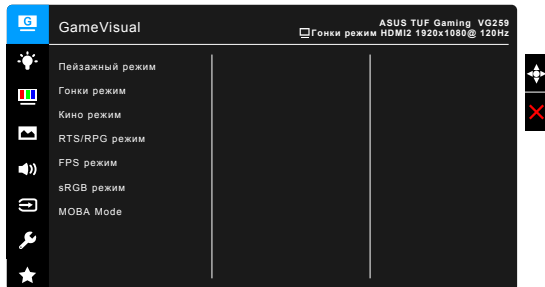 G
GameVisual
ASUS TUF Gaming VG259
Гонки режим HDMI2 1920x1080@ 120Hz
Пейзажный режим
Гонки режим
Кино режим
RTS/RPG режим
FPS режим
sRGB режим
MOBA Mode